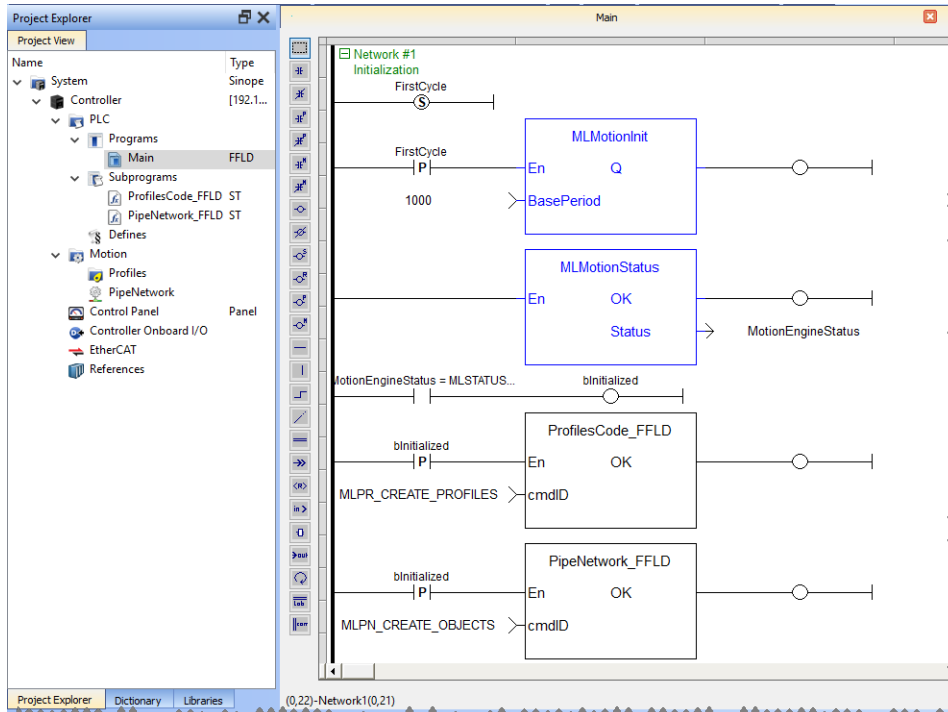 Project Explorer
Project View
Name Type
System Sinope
Controller [192.1...
PLC
Programs
Main FFLD
Subprograms
ProfilesCode_FFLD ST
PipeNetwork_FFLD ST
Defines
Motion
Profiles
PipeNetwork
Control Panel Panel
Controller Onboard I/O
EtherCAT
References
Project Explorer Dictionary Libraries
Main
Network #1
Initialization
FirstCycle
S
MLMotionInit
FirstCycle
P
En Q
1000
BasePeriod
MLMotionStatus
En OK
Status
MotionEngineStatus
MotionEngineStatus = MLSTATUS...
bInitialized
ProfilesCode_FFLD
bInitialized
P
En OK
MLPR_CREATE_PROFILES
cmdID
PipeNetwork_FFLD
bInitialized
P
En OK
MLPN_CREATE_OBJECTS
cmdID
(0,22)-Network1(0,21)